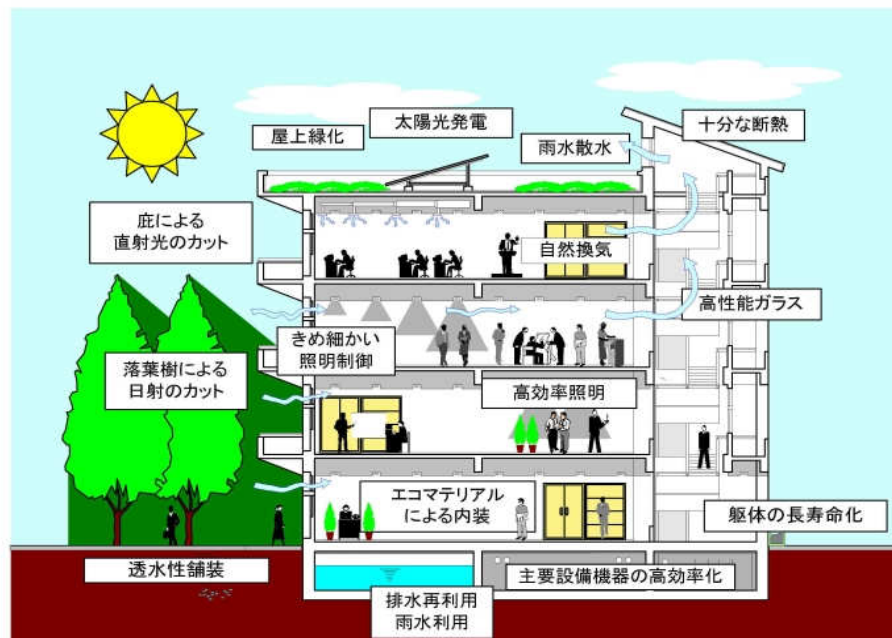 太陽光発電
屋上緑化
十分な断熱
雨水散水
庇による
直射光のカット
自然換気
高性能ガラス
きめ細かい
照明制御
落葉樹による
日射のカット
高効率照明
エコマテリアル
による内装
躯体の長寿命化
透水性舗装
主要設備機器の高効率化
排水再利用
雨水利用